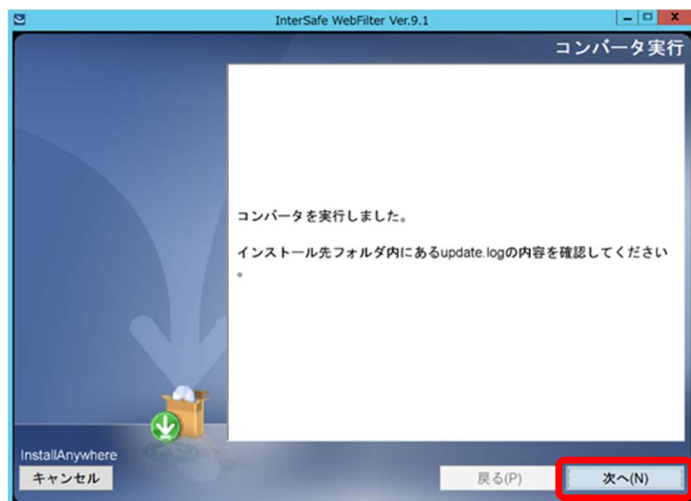 InterSafe WebFilter Ver.9.1
コンバータ実行
コンバータを実行しました。
インストール先フォルダ内にあるupdate.logの内容を確認してください
。
InstallAnywhere
キャンセル
戻る(P)
次へ(N)